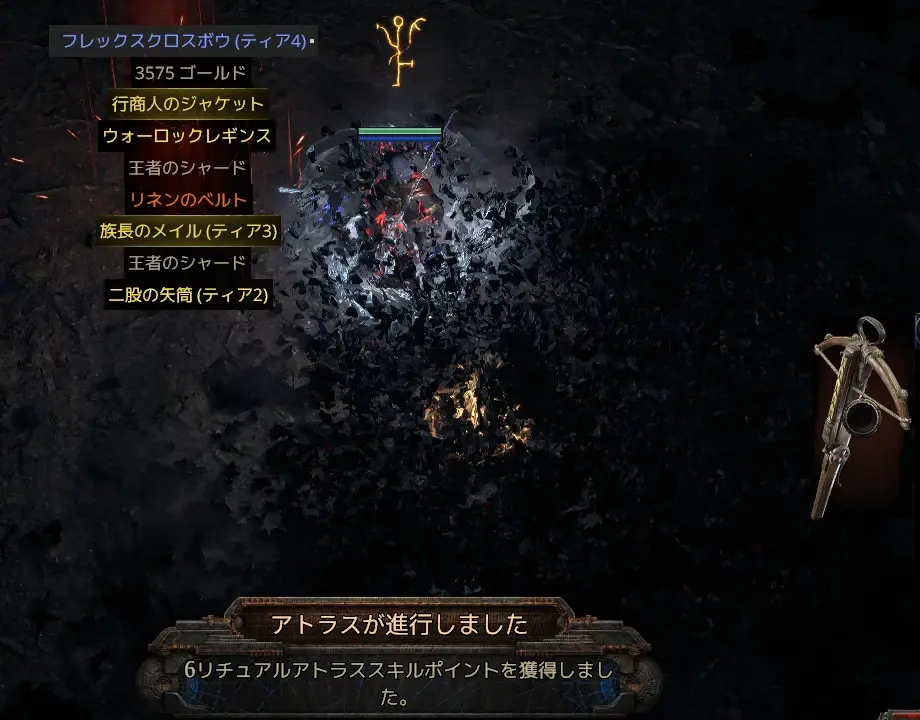 フレックスクロスボウ (ティア4)
3575 ゴールド
行商人のジャケット
ウォーロックレギンス
王者のシャード
リネンのベルト
族長のメイル (ティア3)
王者のシャード
二股の矢筒 (ティア2)
アトラスが進行しました
6リチュアルアトラススキルポイントを獲得しまし
た。